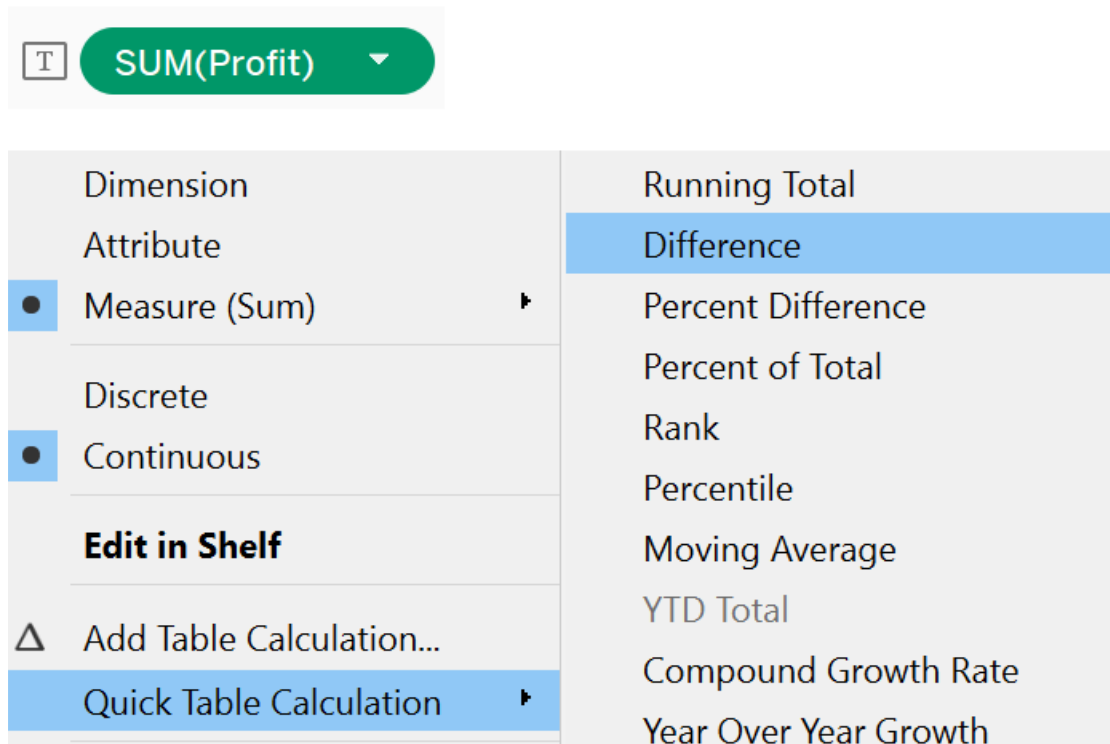 T SUM(Profit)
Dimension
Attribute
Measure (Sum)
Discrete
Continuous
Edit in Shelf
Δ Add Table Calculation...
Quick Table Calculation
Running Total
Difference
Percent Difference
Percent of Total
Rank
Percentile
Moving Average
YTD Total
Compound Growth Rate
Year Over Year Growth